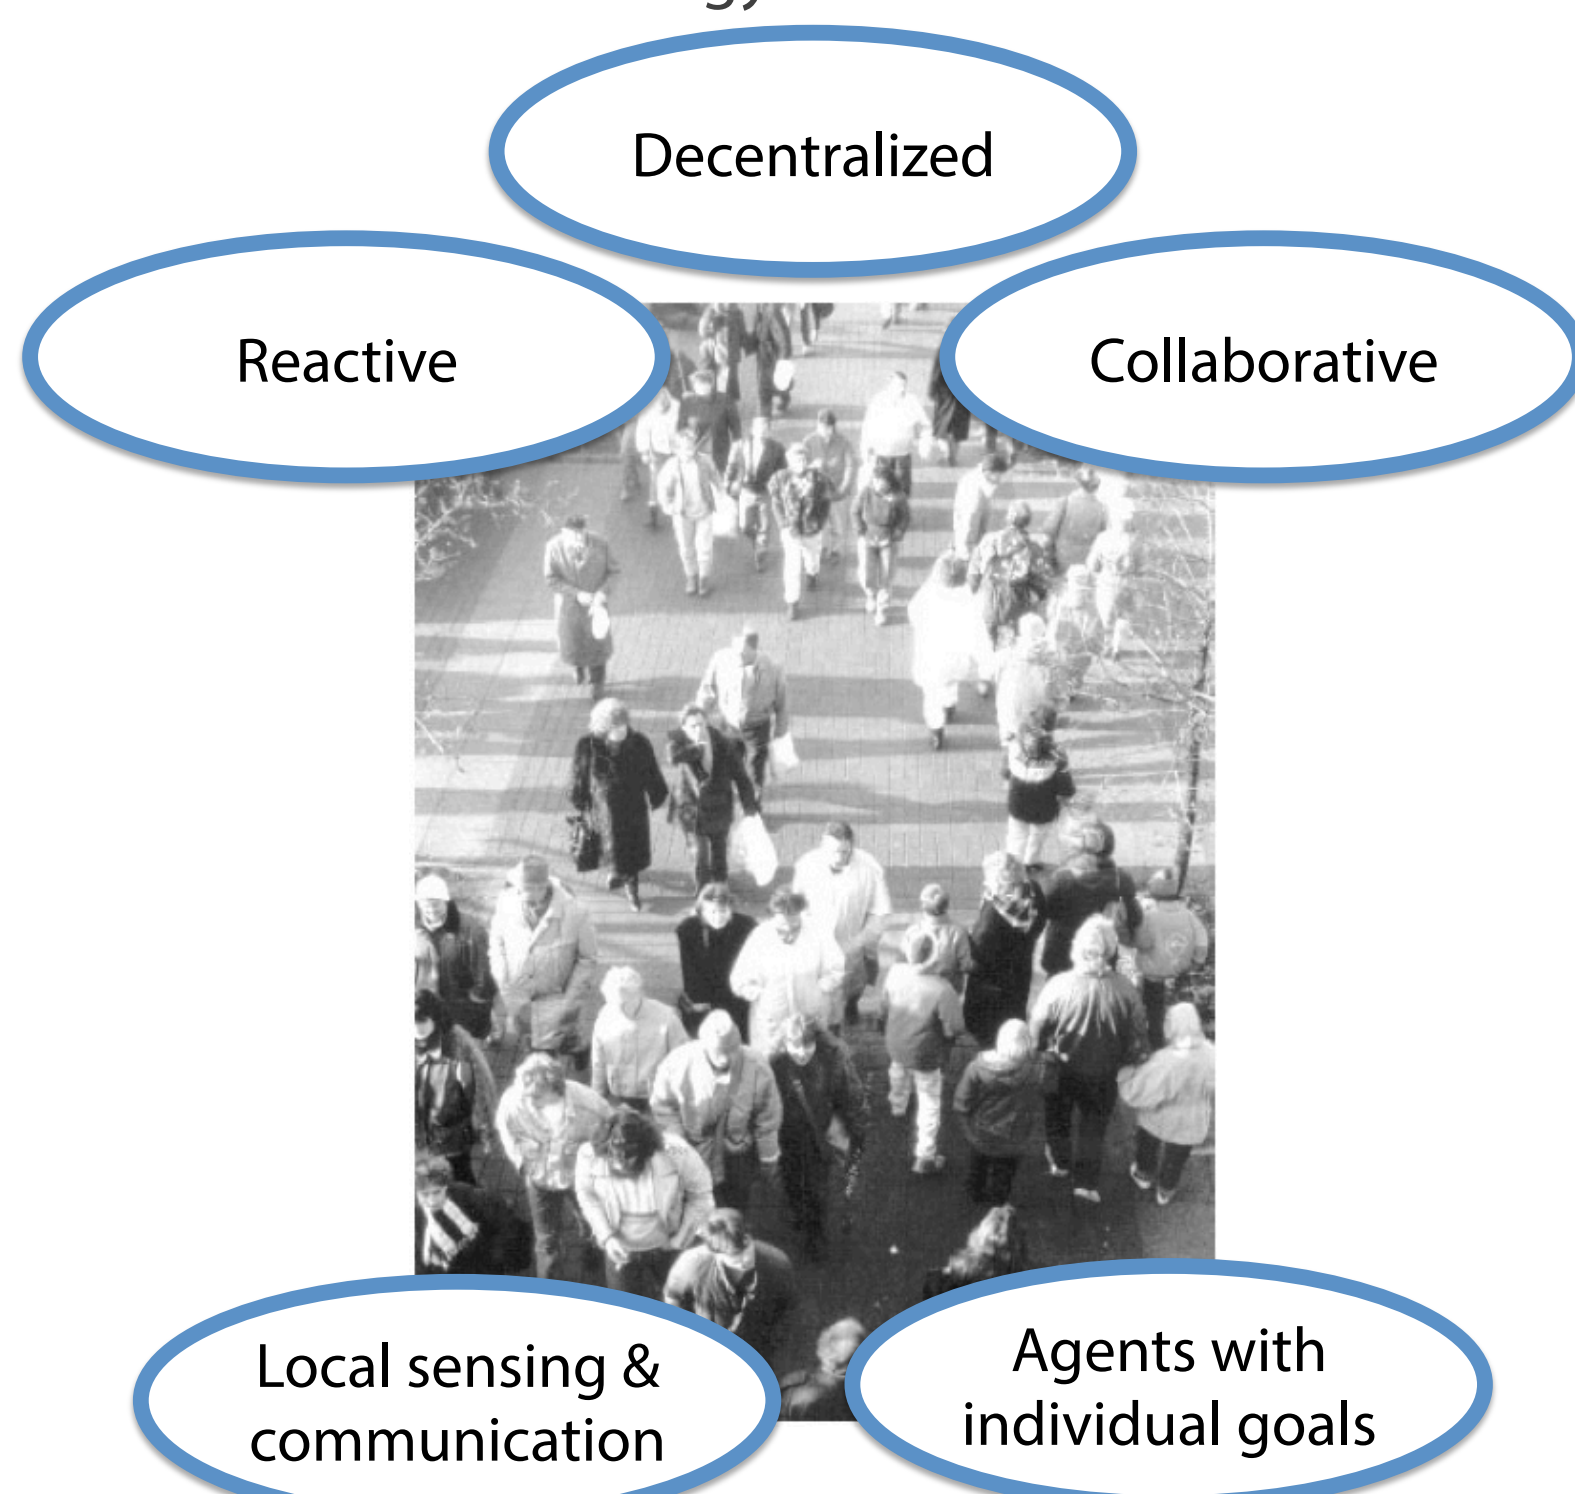 Decentralized
Reactive
Collaborative
Local sensing &
communication
Agents with
individual goals